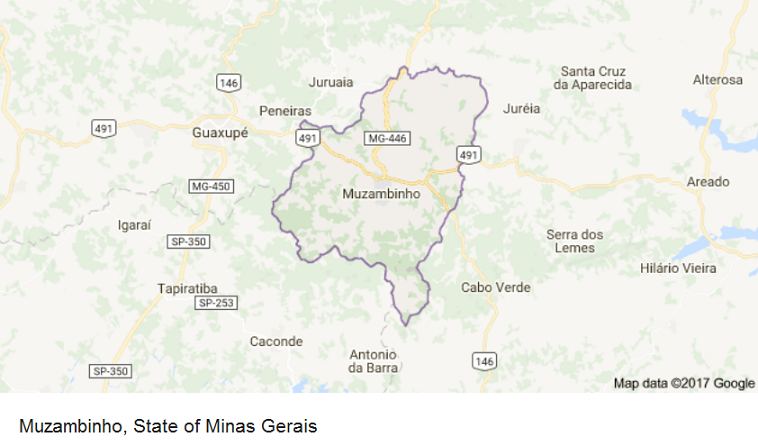 Santa Cruz
da Aparecida
Alterosa
146
Juruaia
Peneiras
Juréia
491
Guaxupé
491
MG-446
491
MG-450
Muzambinho
Areado
Igaraí
SP-350
Serra dos
Lemes
Hilário Vieira
Tapiratiba
SP-253
Cabo Verde
Caconde
Antonio
da Barra
146
SP-350
Map data ©2017 Google
Muzambinho, State of Minas Gerais